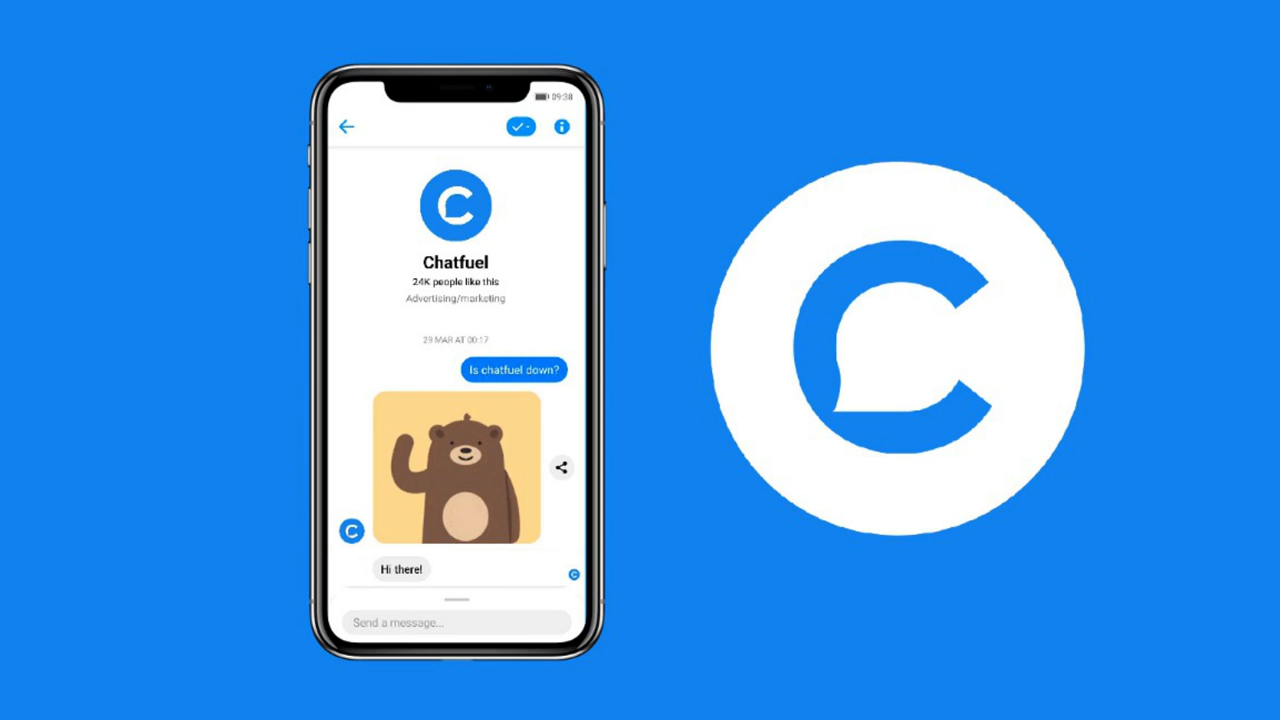 09:38
Chatfuel
24K people like this
Advertising/marketing
29 MAR AT 00:17
Is chatfuel down?
Hi there!
Send a message...